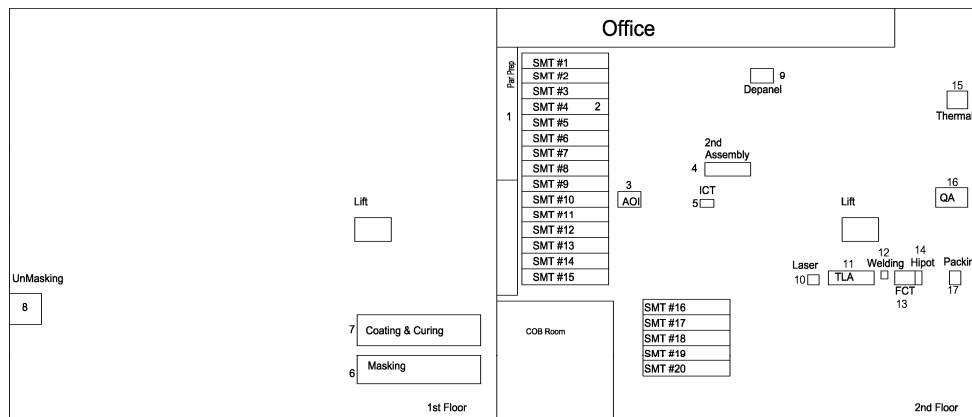 Office
Par Prep
1
SMT #1
SMT #2
SMT #3
SMT #4 2
SMT #5
SMT #6
SMT #7
SMT #8
SMT #9
SMT #10
SMT #11
SMT #12
SMT #13
SMT #14
SMT #15
9
Depanel
15
Thermal
2nd
Assembly
4
3
AOI
ICT
5
16
QA
Lift
Lift
UnMasking
8
Laser
10
11
TLA
12
Welding
14
Hipot
FCT
13
Packin
17
7
Coating & Curing
6
Masking
COB Room
SMT #16
SMT #17
SMT #18
SMT #19
SMT #20
1st Floor
2nd Floor